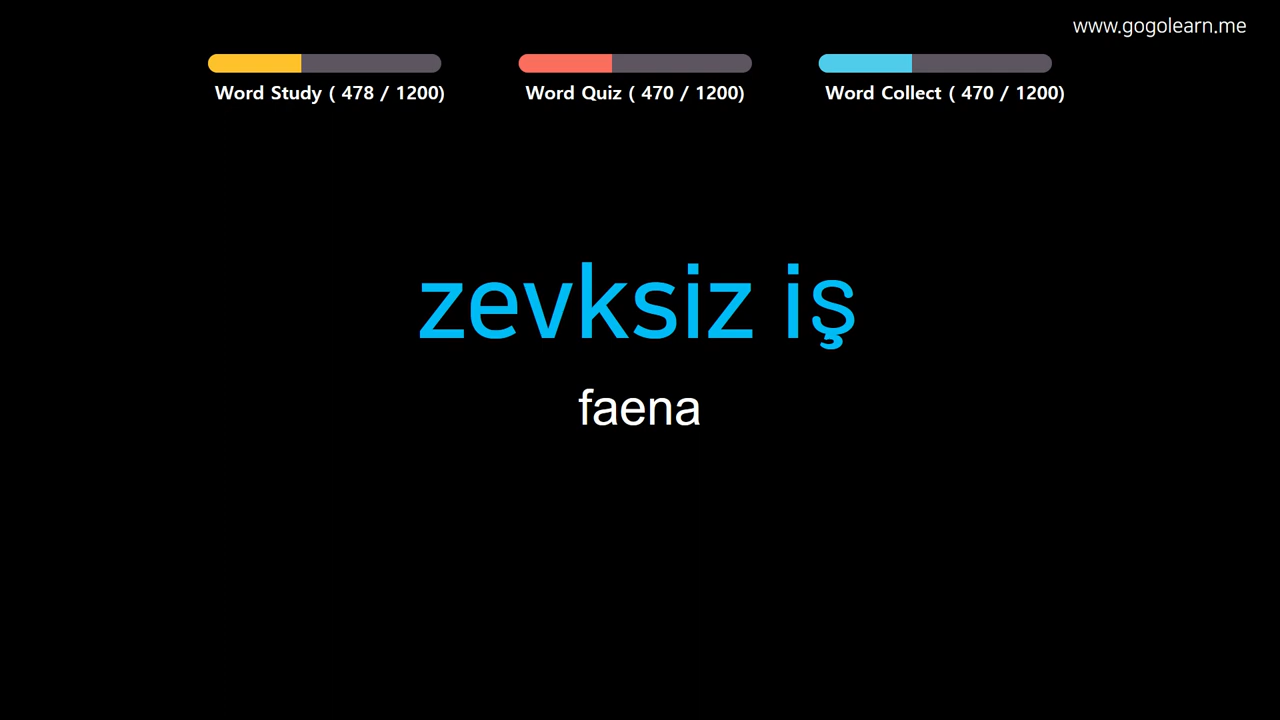 www.gogolearn.me
Word Study ( 478 / 1200)
Word Quiz ( 470 / 1200)
Word Collect ( 470 / 1200)
zevksiz iş
faena